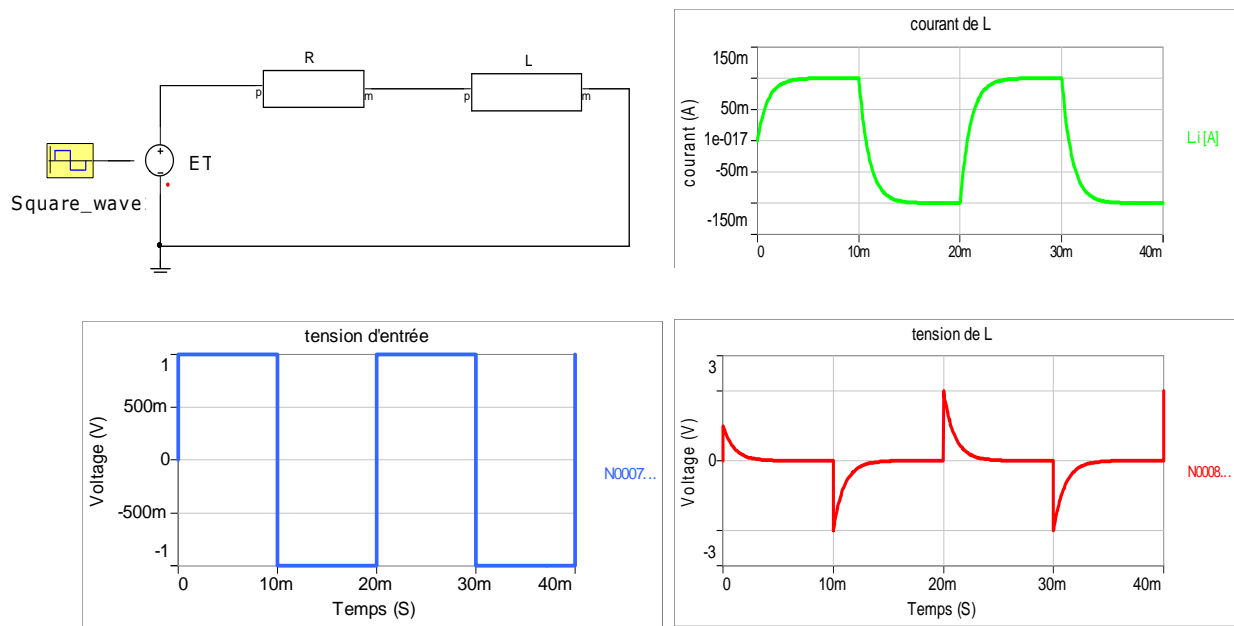 R
L
p
m
p
m
+
−
ET
Square_wave
courant de L
courant (A)
150m
50m
1e-017
-50m
-150m
0
10m
20m
30m
40m
L i [A]
tension d'entrée
Voltage (V)
1
500m
0
-500m
-1
0
10m
20m
30m
40m
Temps (S)
N0007...
tension de L
Voltage (V)
3
0
-3
0
10m
20m
30m
40m
Temps (S)
N0008...